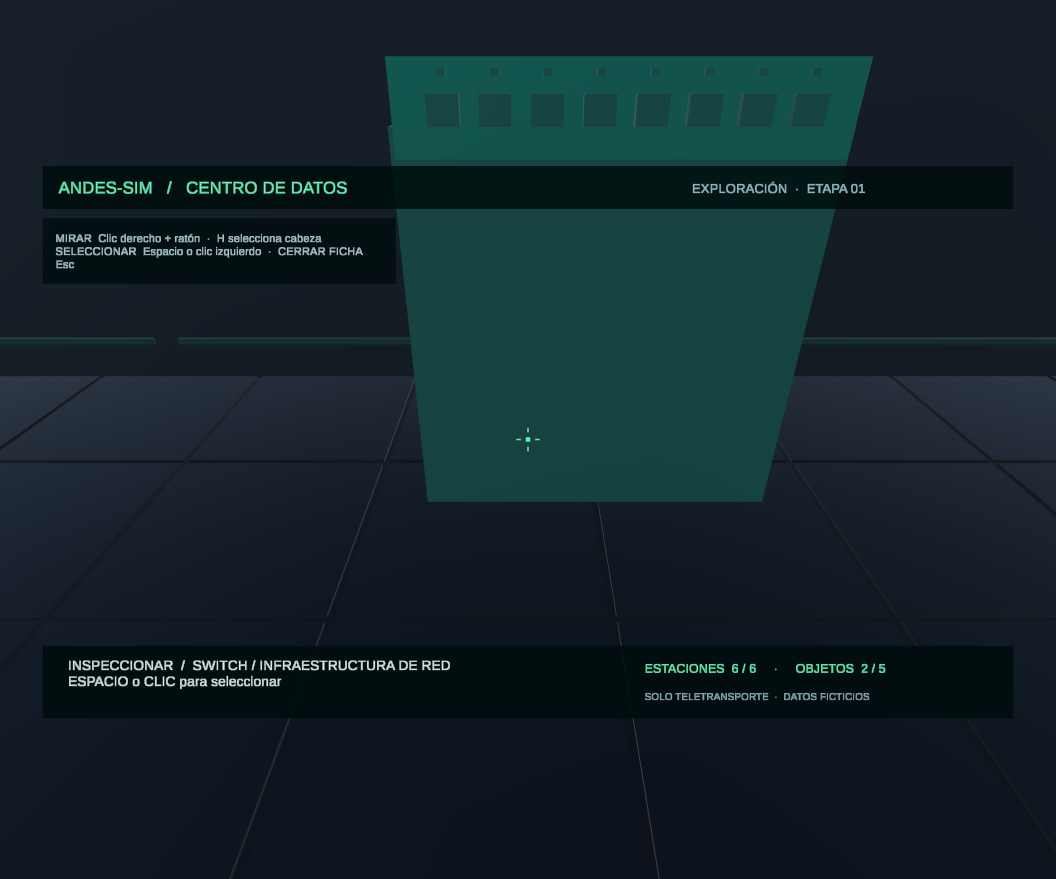 ANDES-SIM / CENTRO DE DATOS
EXPLORACIÓN · ETAPA 01
MIRAR Clic derecho + ratón · H selecciona cabeza
SELECCIONAR Espacio o clic izquierdo · CERRAR FICHA
Esc
INSPECCIONAR / SWITCH / INFRAESTRUCTURA DE RED
ESPACIO o CLIC para seleccionar
ESTACIONES 6 / 6 · OBJETOS 2 / 5
SOLO TELETRANSPORTE · DATOS FICTICIOS